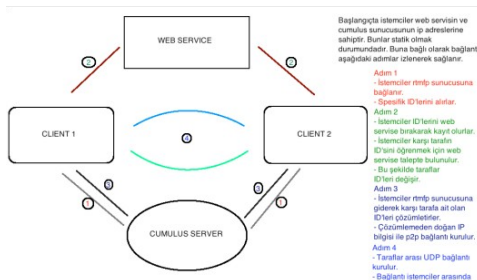 WEB SERVICE
2
2
CLIENT 1
CLIENT 2
4
3
3
1
1
CUMULUS SERVER
Başlangıçta istemciler web servisin ve
cumulus sunucusunun ip adreslerine
sahiptir. Bunlar statik olmak
durumundadır. Buna bağlı olarak bağlant
aşağıdaki adımlar izlenerek sağlanır.
Adım 1
- İstemciler rtmfp sunucusuna
bağlanır.
- Spesifik ID'lerini alırlar.
Adım 2
- İstemciler ID'lerini web
servise bırakarak kayıt olurlar.
- İstemciler karşı tarafın
ID'sini öğrenmek için web
servise talepte bulunulur.
- Bu şekilde taraflar
ID'leri değişir.
Adım 3
- İstemciler rtmfp sunucusuna
giderek karşı tarafa ait olan
ID'leri çözümletirler.
- Çözümlemeden doğan IP
bilgisi ile p2p bağlantı kurulur.
Adım 4
- Taraflar arası UDP bağlantı
kurulur.
- Bağlantı istemciler arasında